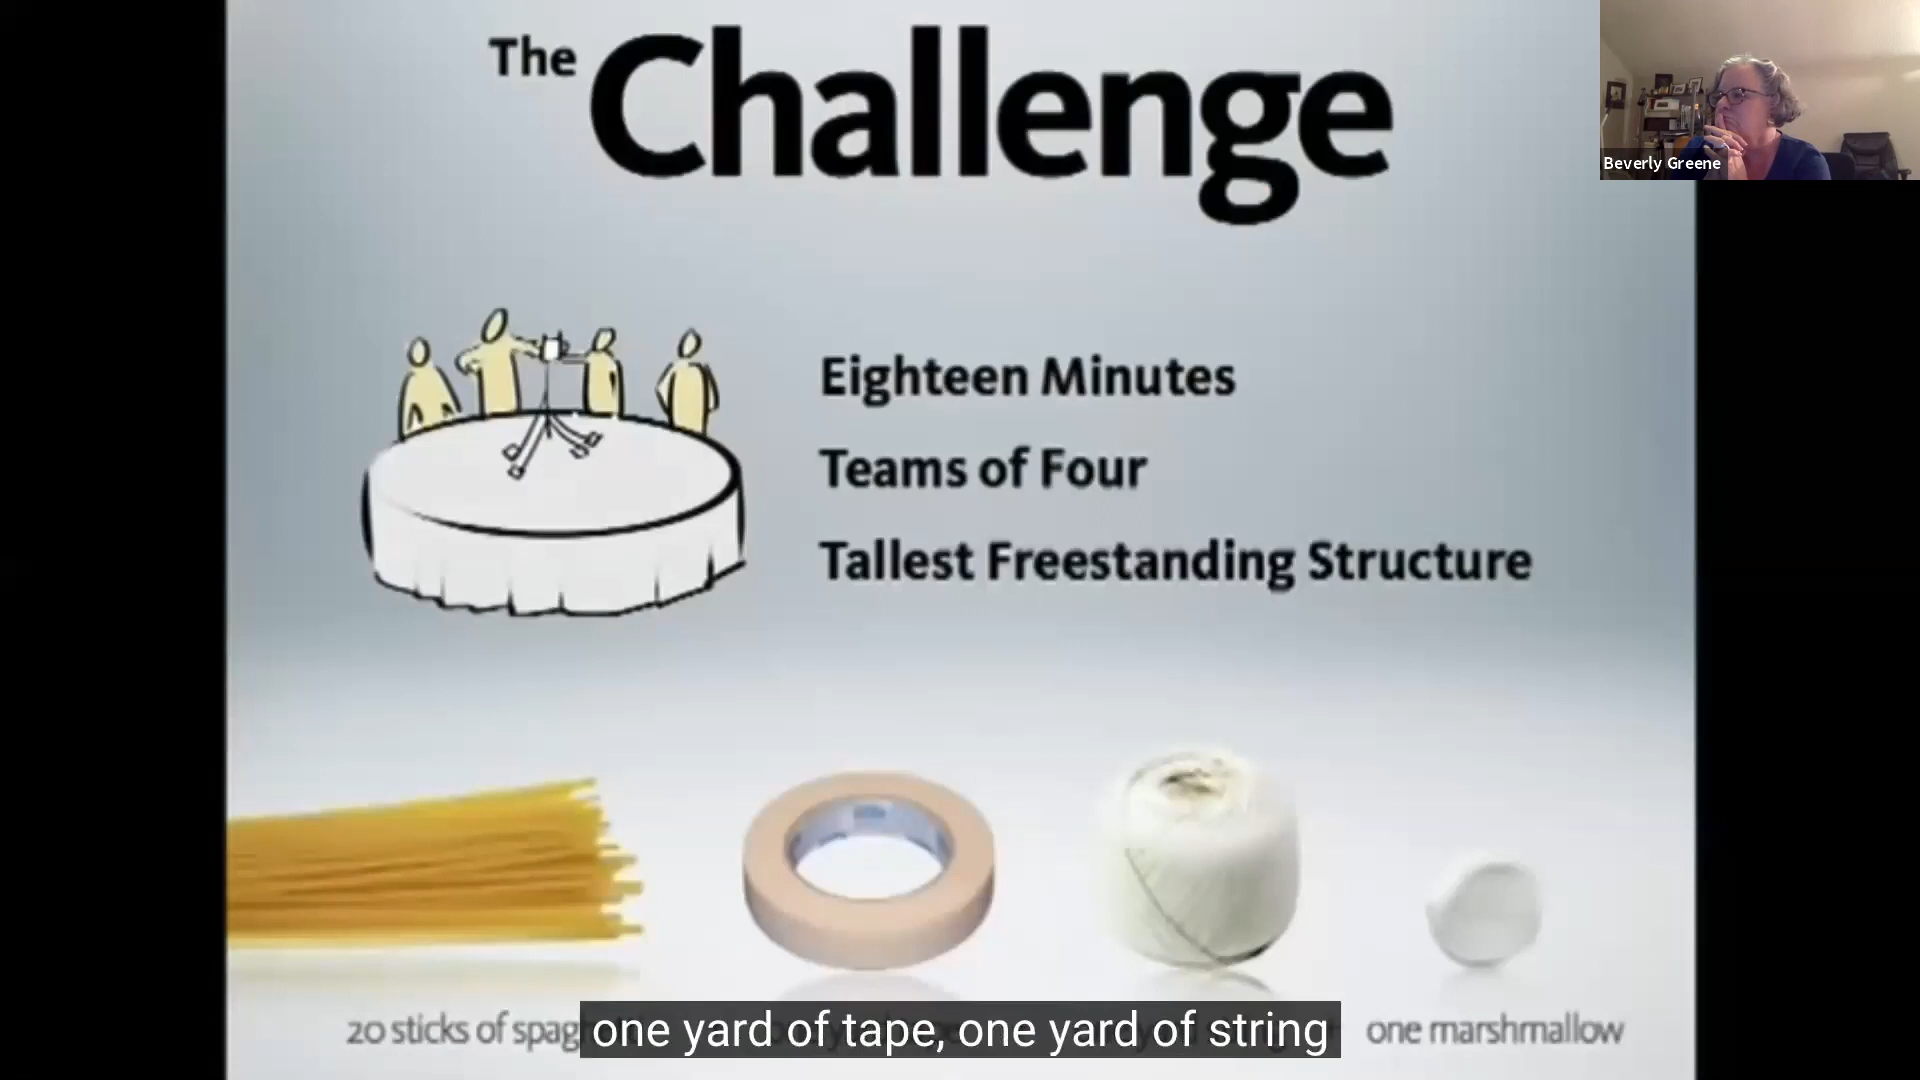 The Challenge
Beverly Greene
Eighteen Minutes
Teams of Four
Tallest Freestanding Structure
20 sticks of
one yard of tape, one yard of string
one marshmallow